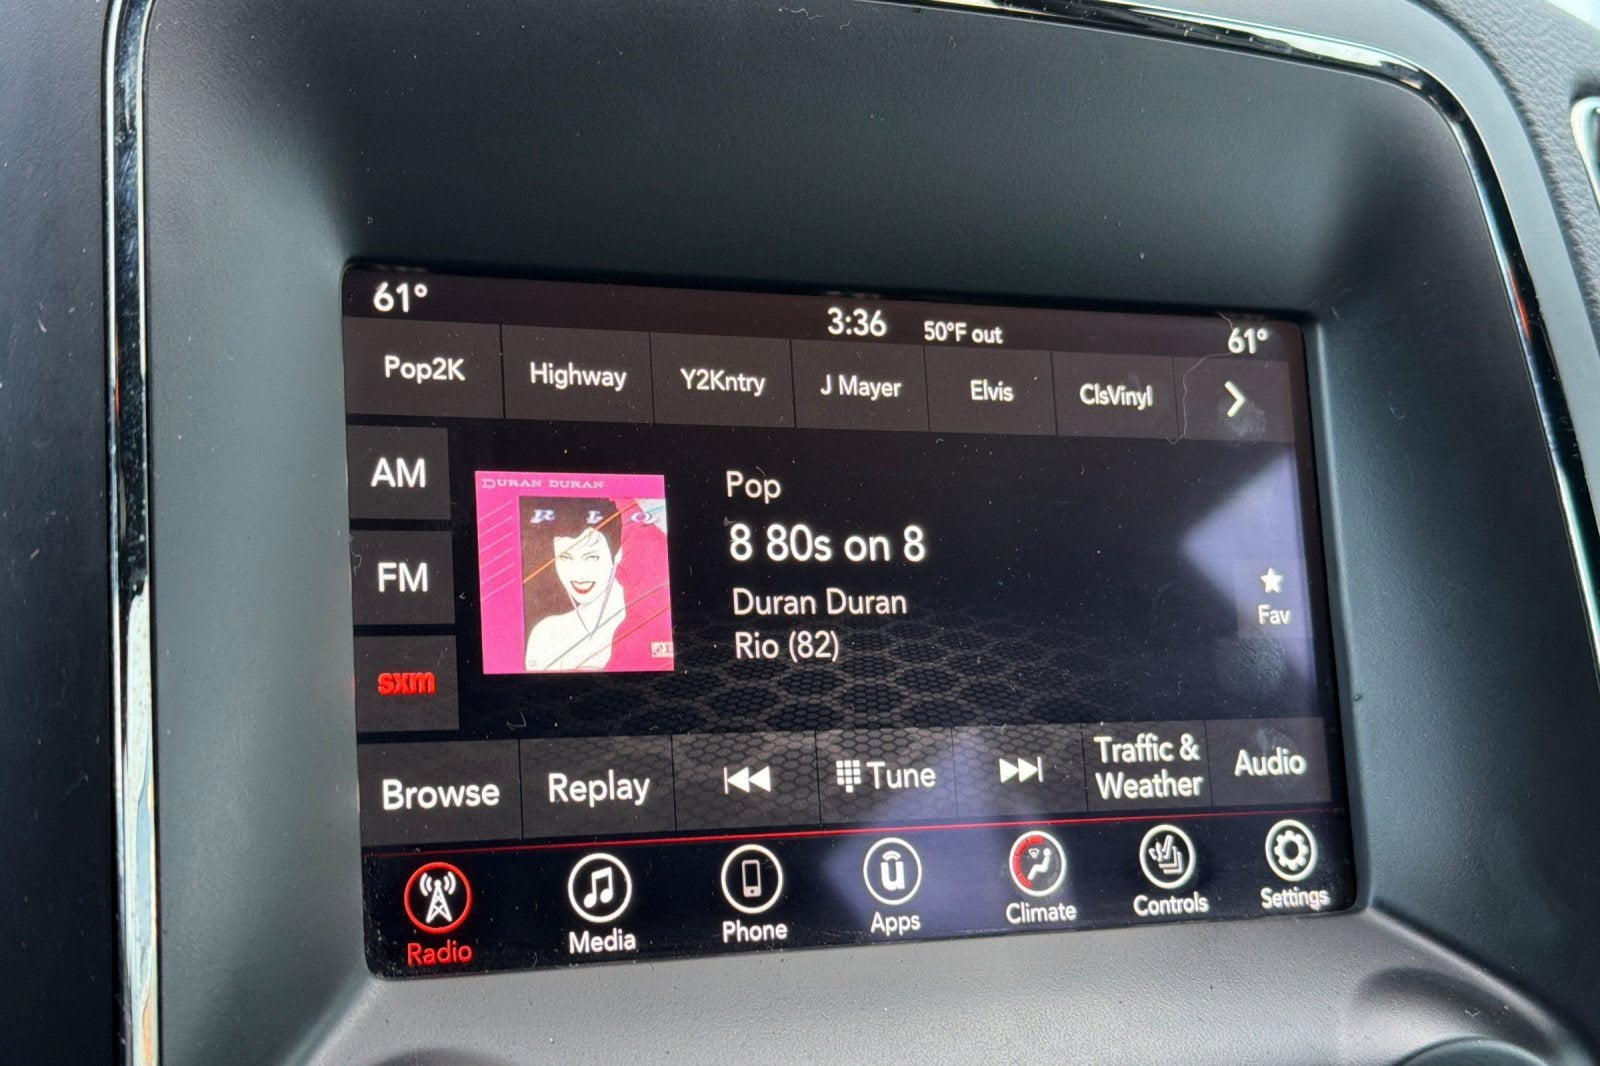 61°
3:36
50°F out
61°
Pop2K
Highway
Y2Kntry
J Mayer
Elvis
ClsVinyl
AM
FM
sxm
DURAN DURAN
RIO
Pop
8 80s on 8
Duran Duran
Rio (82)
Fav
Browse
Replay
Tune
Traffic &
Weather
Audio
Radio
Media
Phone
Apps
Climate
Controls
Settings